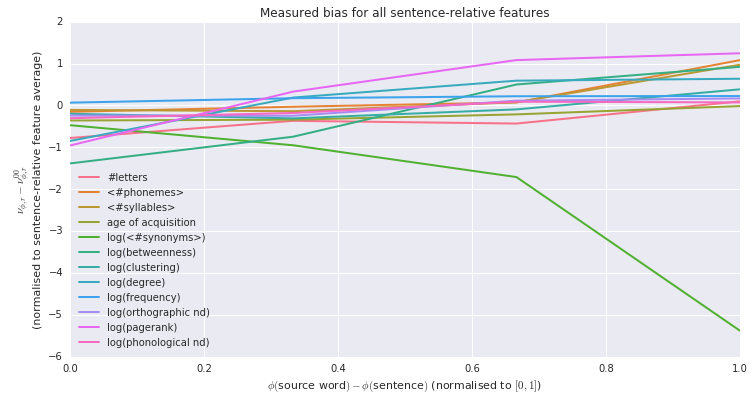 Measured bias for all sentence-relative features
2
1
0
−1
−2
−3
−4
−5
−6
ν_{ϕ,r} − ν_{ϕ,r}^{00}
(normalised to sentence-relative feature average)
#letters
<#phonemes>
<#syllables>
age of acquisition
log(<#synonyms>)
log(betweenness)
log(clustering)
log(degree)
log(frequency)
log(orthographic nd)
log(pagerank)
log(phonological nd)
0.0 0.2 0.4 0.6 0.8 1.0
ϕ(source word) − ϕ(sentence) (normalised to [0, 1])